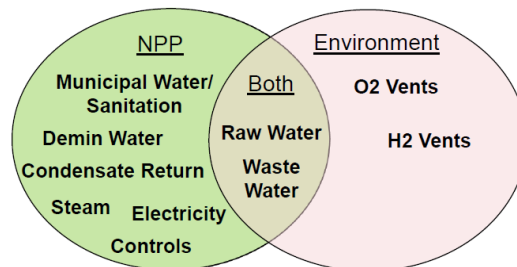 NPP
Municipal Water/
Sanitation
Demin Water
Condensate Return
Steam
Electricity
Controls
Both
Raw Water
Waste
Water
Environment
O2 Vents
H2 Vents